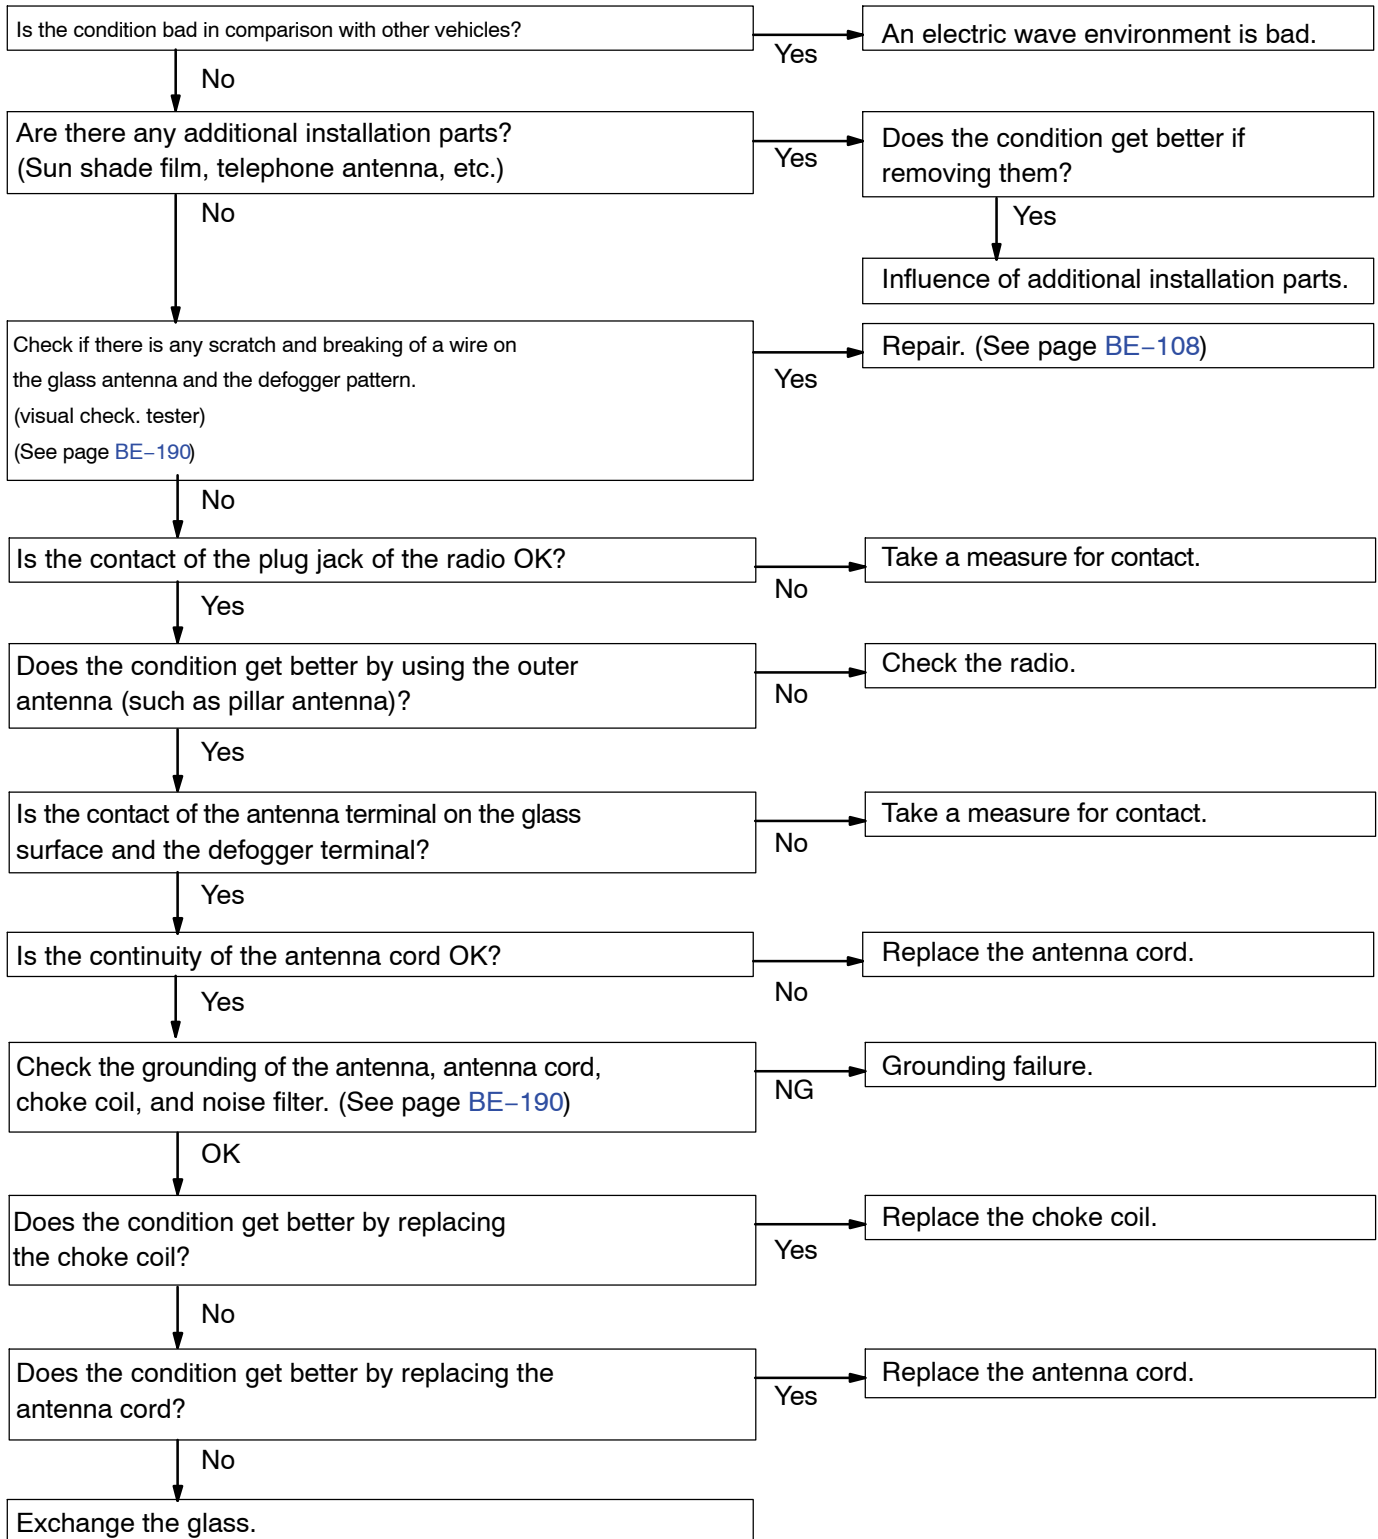 Is the condition bad in comparison with other vehicles?
Yes
An electric wave environment is bad.
No
Are there any additional installation parts?
(Sun shade film, telephone antenna, etc.)
Yes
Does the condition get better if
removing them?
Yes
Influence of additional installation parts.
No
Check if there is any scratch and breaking of a wire on
the glass antenna and the defogger pattern.
(visual check. tester)
(See page BE−190)
Yes
Repair. (See page BE−108)
No
Is the contact of the plug jack of the radio OK?
No
Take a measure for contact.
Yes
Does the condition get better by using the outer
antenna (such as pillar antenna)?
No
Check the radio.
Yes
Is the contact of the antenna terminal on the glass
surface and the defogger terminal?
No
Take a measure for contact.
Yes
Is the continuity of the antenna cord OK?
No
Replace the antenna cord.
Yes
Check the grounding of the antenna, antenna cord,
choke coil, and noise filter. (See page BE−190)
NG
Grounding failure.
OK
Does the condition get better by replacing
the choke coil?
Yes
Replace the choke coil.
No
Does the condition get better by replacing the
antenna cord?
Yes
Replace the antenna cord.
No
Exchange the glass.